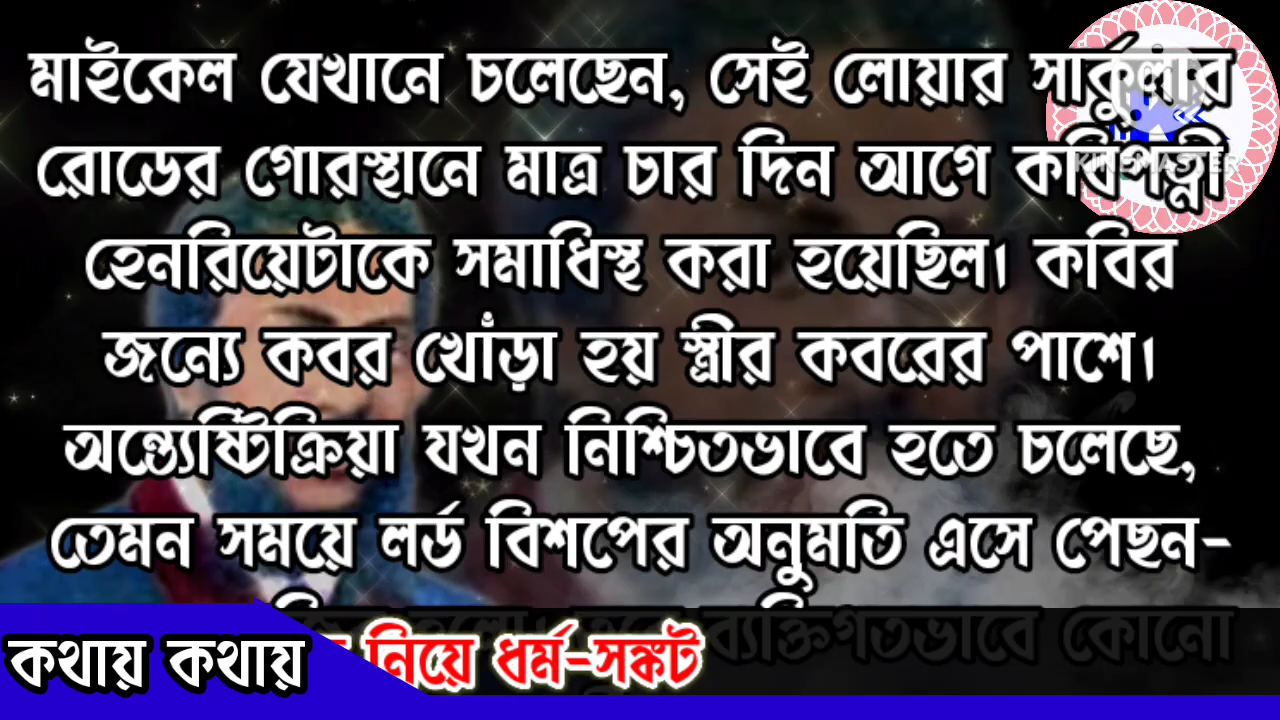 মাইকেল যেখানে চলেছেন, সেই লোয়ার সার্কুলার
রোডের গোরস্থানে মাত্র চার দিন আগে কবিপত্নী
হেনরিয়েটাকে সমাধিস্থ করা হয়েছিল। কবির
জন্যে কবর খোঁড়া হয় স্ত্রীর কবরের পাশে।
অন্ত্যেষ্টিক্রিয়া যখন নিশ্চিতভাবে হতে চলেছে,
তেমন সময়ে লর্ড বিশপের অনুমতি এসে পেছন-
ব্যক্তিগতভাবে কোনো
কথায় কথায়
নিয়ে ধর্ম-সঙ্কট
KINEMASTER